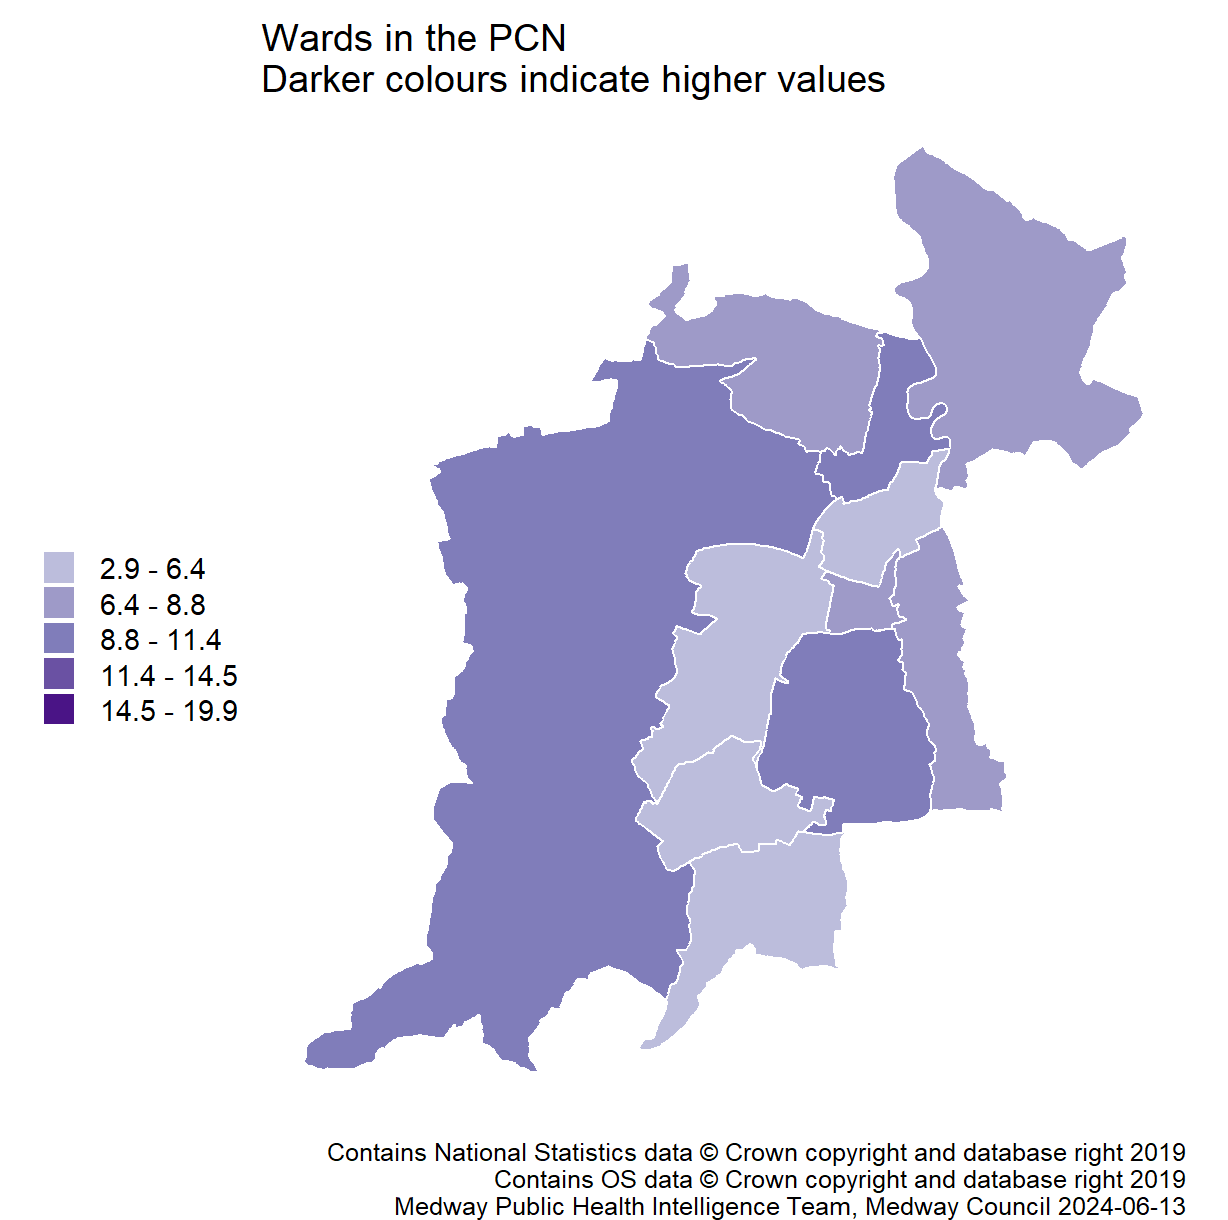 Wards in the PCN
Darker colours indicate higher values
2.9 - 6.4
6.4 - 8.8
8.8 - 11.4
11.4 - 14.5
14.5 - 19.9
Contains National Statistics data © Crown copyright and database right 2019
Contains OS data © Crown copyright and database right 2019
Medway Public Health Intelligence Team, Medway Council 2024-06-13